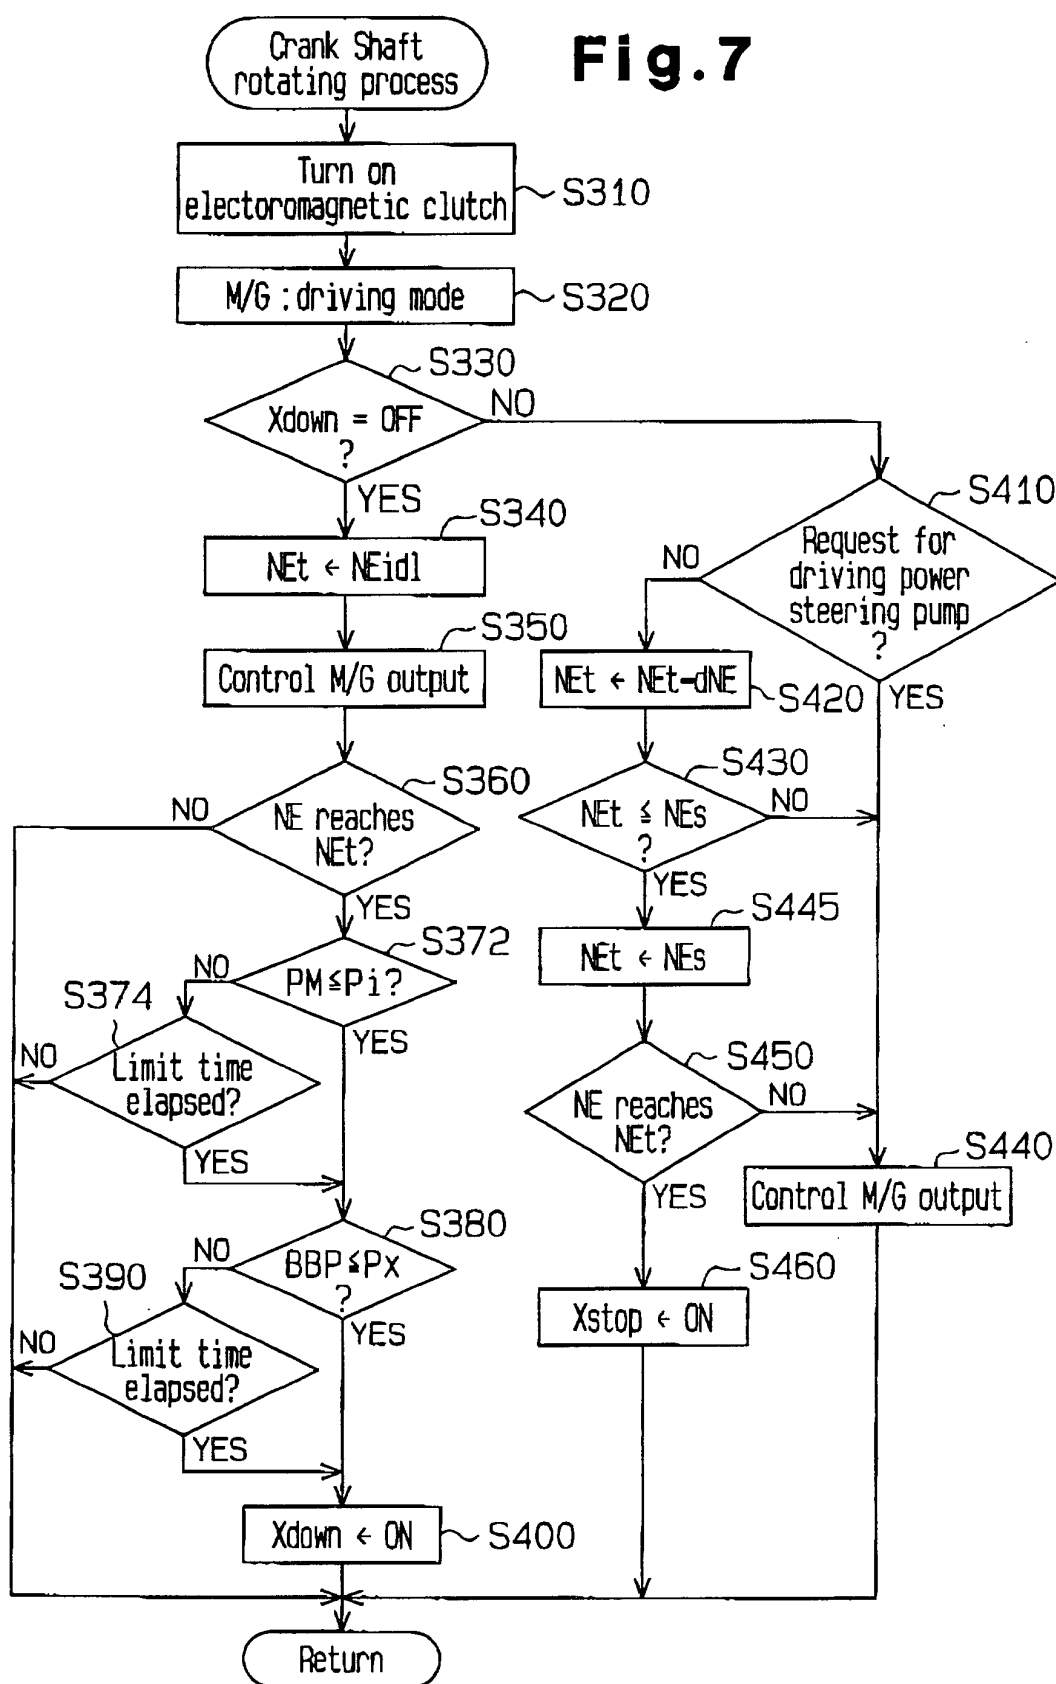 Fig.7
Crank Shaft
rotating process
Turn on
electoromagnetic clutch
S310
M/G : driving mode
S320
S330
Xdown = OFF
?
NO
YES
S340
NEt ← NEidl
S350
Control M/G output
S360
NE reaches
NEt?
NO
YES
S372
PM≦Pi?
NO
YES
S374
Limit time
elapsed?
NO
YES
S380
BBP≦Px
?
NO
YES
S390
Limit time
elapsed?
NO
YES
Xdown ← ON
S400
Return
S410
Request for
driving power
steering pump
?
NO
YES
NEt ← NEt-dNE
S420
S430
NEt ≦ NEs
?
NO
YES
S445
NEt ← NEs
S450
NE reaches
NEt?
NO
YES
S440
Control M/G output
S460
Xstop ← ON